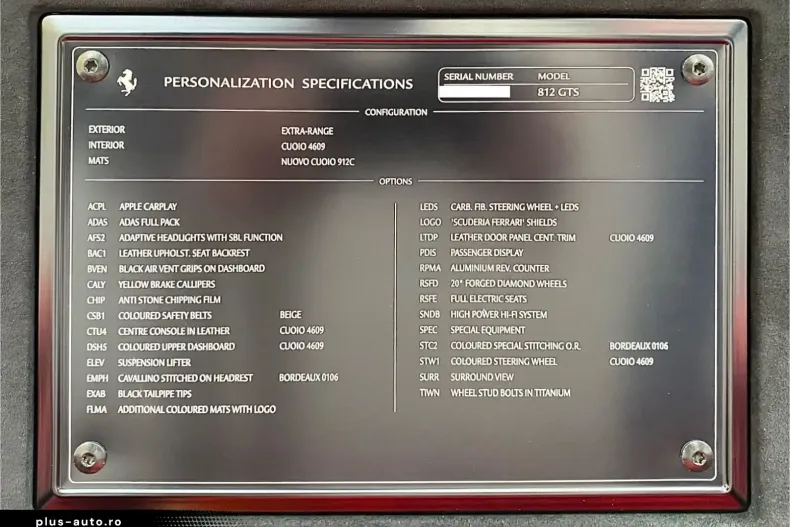 PERSONALIZATION SPECIFICATIONS
SERIAL NUMBER MODEL
812 GTS
CONFIGURATION
EXTERIOR EXTRA-RANGE
INTERIOR CUOIO 4609
MATS NUOVO CUOIO 912C
OPTIONS
ACPL APPLE CARPLAY
ADAS ADAS FULL PACK
AFS2 ADAPTIVE HEADLIGHTS WITH SBL FUNCTION
BAC1 LEATHER UPHOLST. SEAT BACKREST
BVEN BLACK AIR VENT GRIPS ON DASHBOARD
CALY YELLOW BRAKE CALLIPERS
CHIP ANTI STONE CHIPPING FILM
CSB1 COLOURED SAFETY BELTS BEIGE
CTU4 CENTRE CONSOLE IN LEATHER CUOIO 4609
DSH5 COLOURED UPPER DASHBOARD CUOIO 4609
ELEV SUSPENSION LIFTER
EMPH CAVALLINO STITCHED ON HEADREST BORDEAUX 0106
EXAB BLACK TAILPIPE TIPS
FLMA ADDITIONAL COLOURED MATS WITH LOGO
LEDS CARB. FIB. STEERING WHEEL + LEDS
LOGO 'SCUDERIA FERRARI' SHIELDS
LTDP LEATHER DOOR PANEL CENT. TRIM CUOIO 4609
PDIS PASSENGER DISPLAY
RPMA ALUMINIUM REV. COUNTER
RSFD 20" FORGED DIAMOND WHEELS
RSFE FULL ELECTRIC SEATS
SNDB HIGH POWER HI-FI SYSTEM
SPEC SPECIAL EQUIPMENT
STC2 COLOURED SPECIAL STITCHING O.R. BORDEAUX 0106
STW1 COLOURED STEERING WHEEL CUOIO 4609
SURR SURROUND VIEW
TIWN WHEEL STUD BOLTS IN TITANIUM
plus-auto.ro